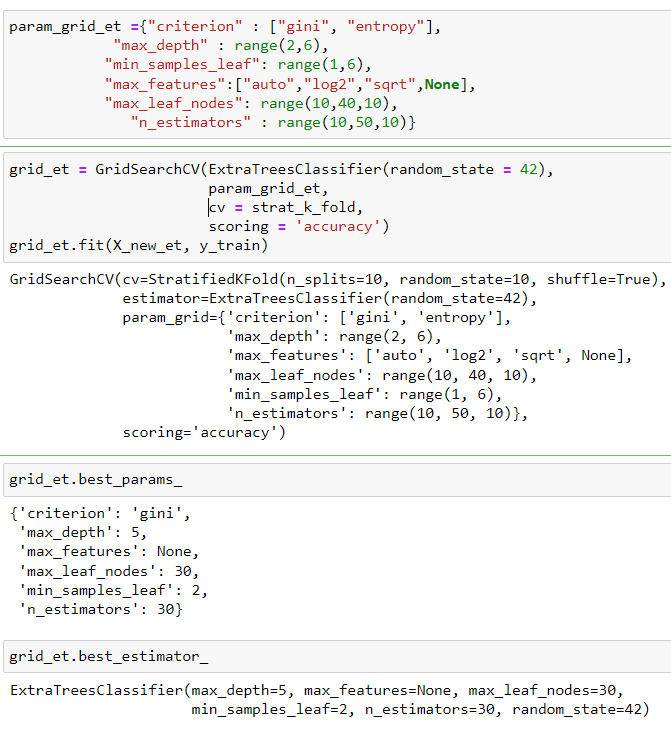 param_grid_et ={"criterion" : ["gini", "entropy"],
"max_depth" : range(2,6),
"min_samples_leaf": range(1,6),
"max_features":["auto","log2","sqrt",None],
"max_leaf_nodes": range(10,40,10),
"n_estimators" : range(10,50,10)}
grid_et = GridSearchCV(ExtraTreesClassifier(random_state = 42),
param_grid_et,
cv = strat_k_fold,
scoring = 'accuracy')
grid_et.fit(X_new_et, y_train)
GridSearchCV(cv=StratifiedKFold(n_splits=10, random_state=10, shuffle=True),
estimator=ExtraTreesClassifier(random_state=42),
param_grid={'criterion': ['gini', 'entropy'],
'max_depth': range(2, 6),
'max_features': ['auto', 'log2', 'sqrt', None],
'max_leaf_nodes': range(10, 40, 10),
'min_samples_leaf': range(1, 6),
'n_estimators': range(10, 50, 10)},
scoring='accuracy')
grid_et.best_params_
{'criterion': 'gini',
'max_depth': 5,
'max_features': None,
'max_leaf_nodes': 30,
'min_samples_leaf': 2,
'n_estimators': 30}
grid_et.best_estimator_
ExtraTreesClassifier(max_depth=5, max_features=None, max_leaf_nodes=30,
min_samples_leaf=2, n_estimators=30, random_state=42)